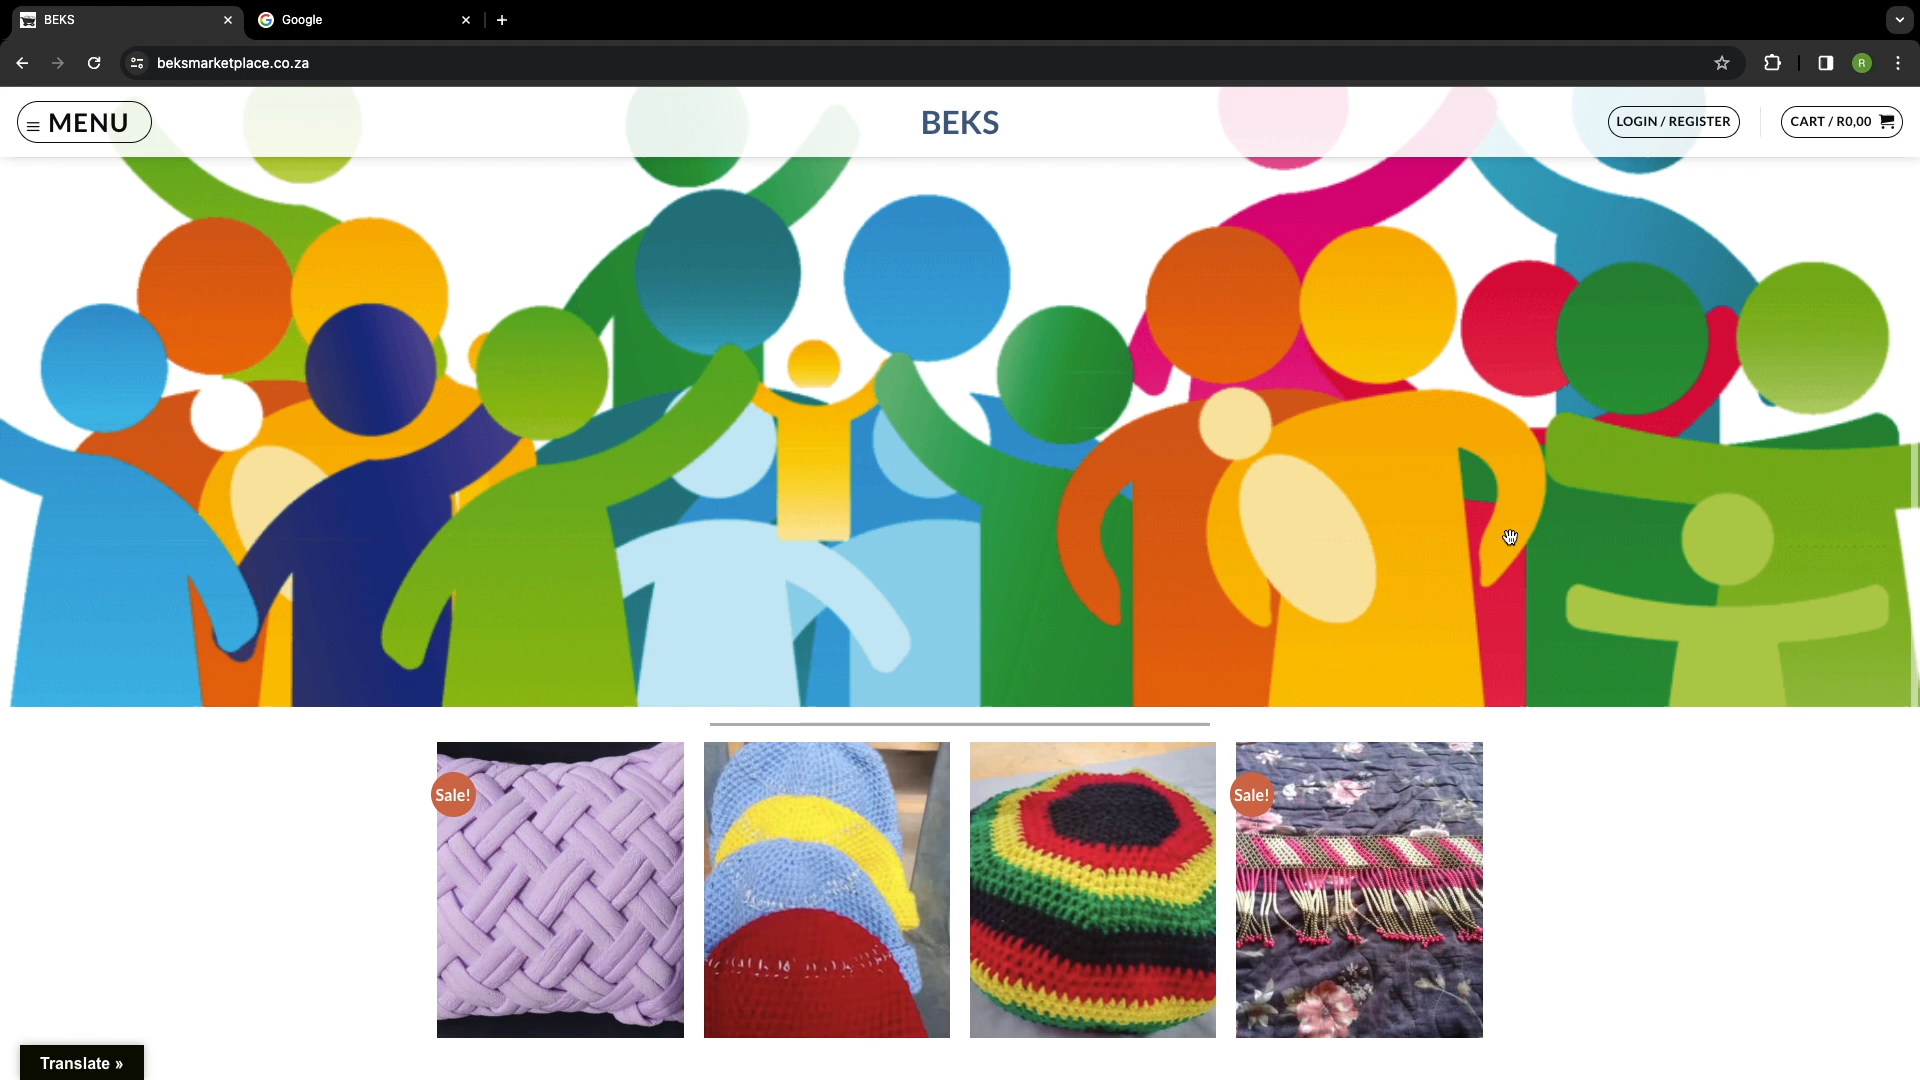 BEKS
Google
beksmarketplace.co.za
R
MENU
BEKS
LOGIN / REGISTER
CART / R0,00
Sale!
Sale!
Translate »